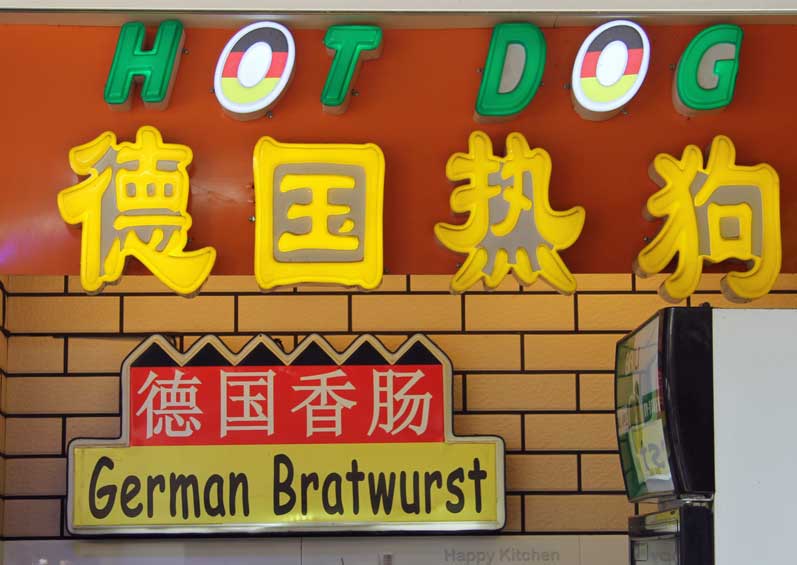 HOT DOG
德国热狗
德国香肠
German Bratwurst
Happy Kitchen